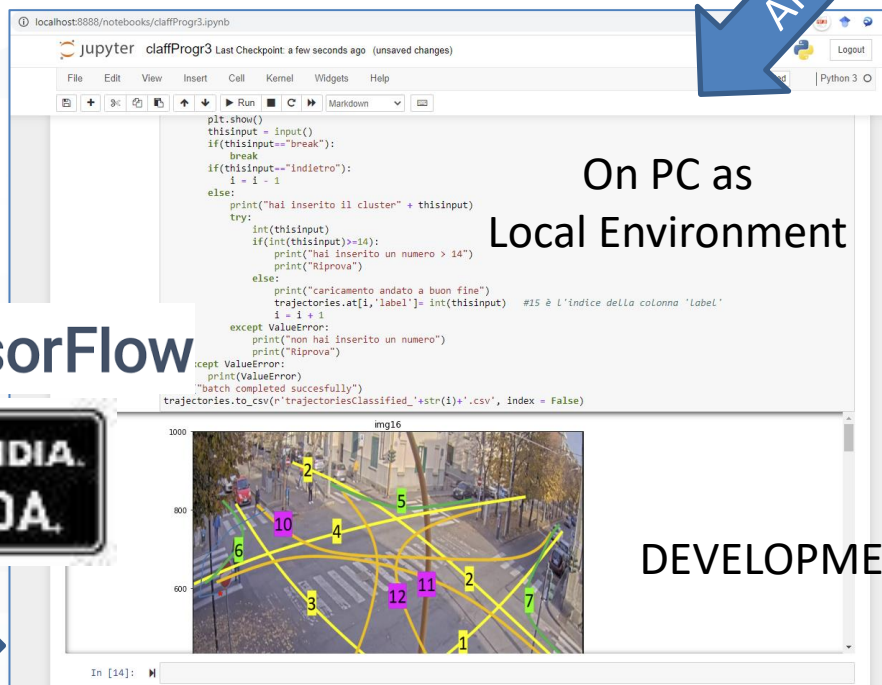 localhost:8888/notebooks/claffProgr3.ipynb
jupyter claffProgr3 Last Checkpoint: a few seconds ago (unsaved changes)
Logout
File Edit View Insert Cell Kernel Widgets Help
Python 3
Run
Markdown
plt.show()
thisinput = input()
if(thisinput=="break"):
break
if(thisinput=="indietro"):
i = i - 1
else:
print("hai inserito il cluster" + thisinput)
try:
int(thisinput)
if(int(thisinput)>=14):
print("hai inserito un numero > 14")
print("Riprova")
else:
print("caricamento andato a buon fine")
trajectories.at[i,'label']= int(thisinput) #15 è l'indice della colonna 'label'
i = i + 1
except ValueError:
print("non hai inserito un numero")
print("Riprova")
xcept ValueError:
print(ValueError)
"batch completed succesfully")
trajectories.to_csv(r'trajectoriesClassified_'+str(i)+'.csv', index = False)
On PC as
Local Environment
sorFlow
IDIA.
DA.
img16
1000
800
600
2
5
10
4
6
2
11
12
3
7
1
DEVELOPME
In [14]: